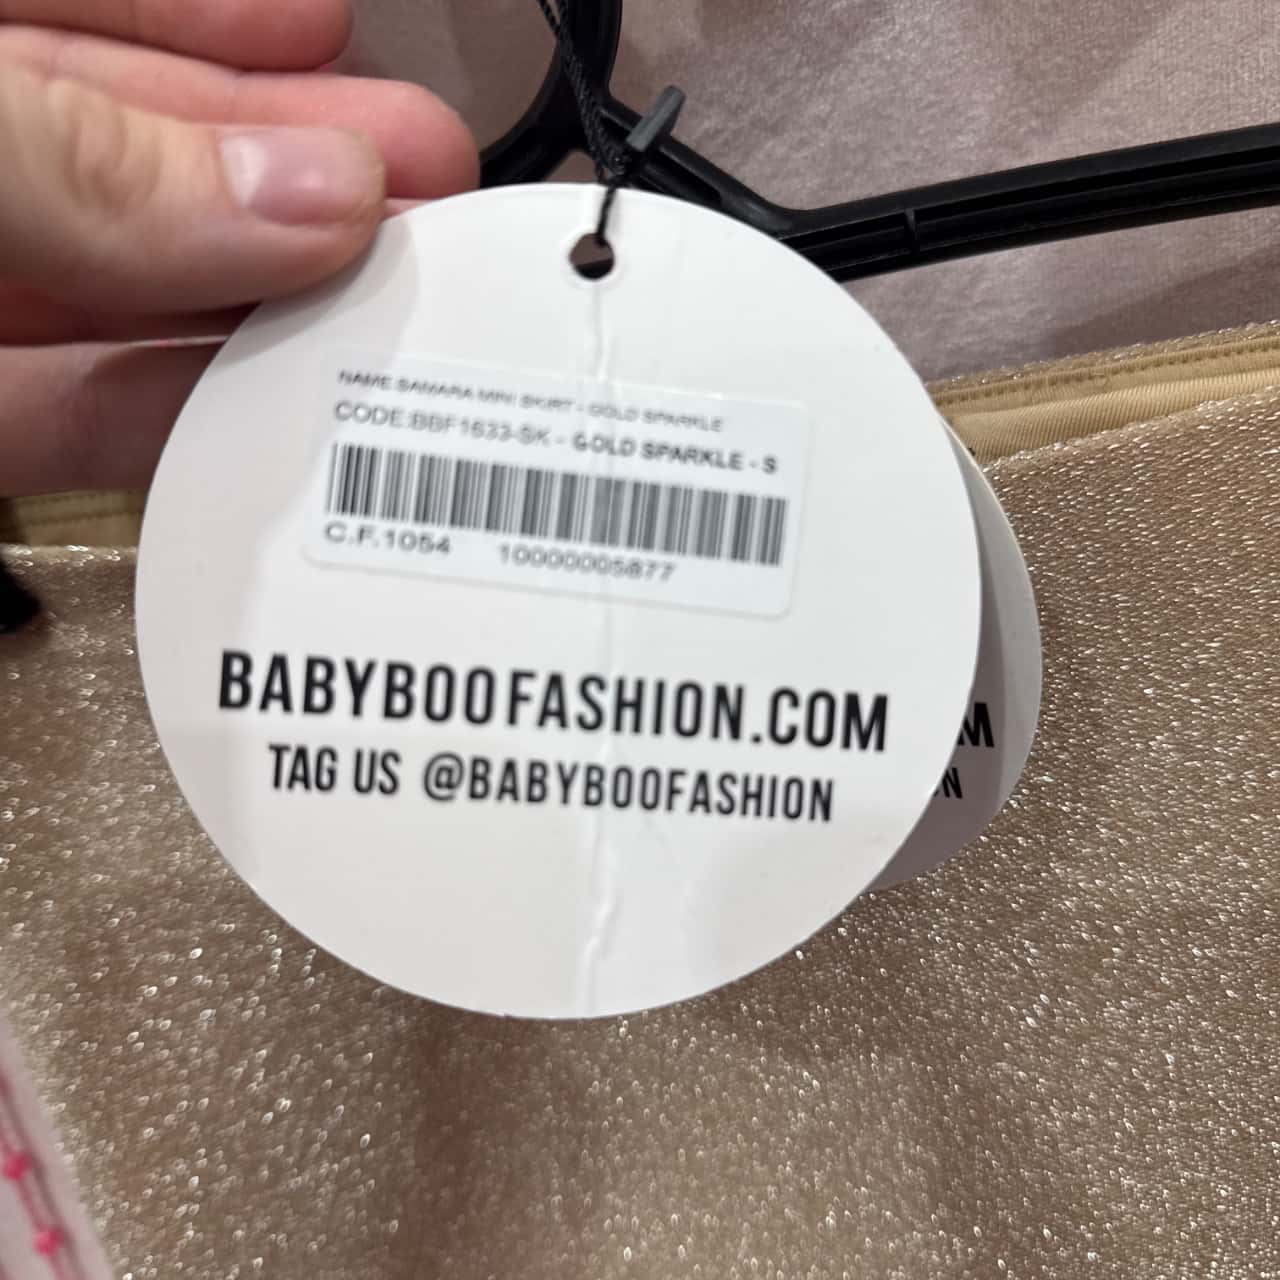 NAME:SAMARA MINI SKIRT - GOLD SPARKLE
CODE:BBF1633-SK - GOLD SPARKLE - S
C.F.1054 10000005877
BABYBOOFASHION.COM
TAG US @BABYBOOFASHION
M
N